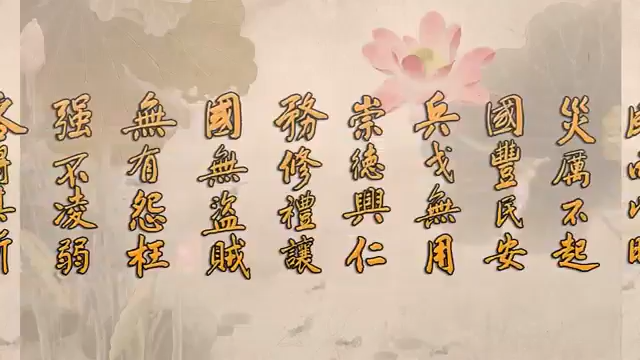 災厲不起
國豐民安
兵戈無用
崇德興仁
務修禮讓
國無盜賊
無有怨枉
强不凌弱